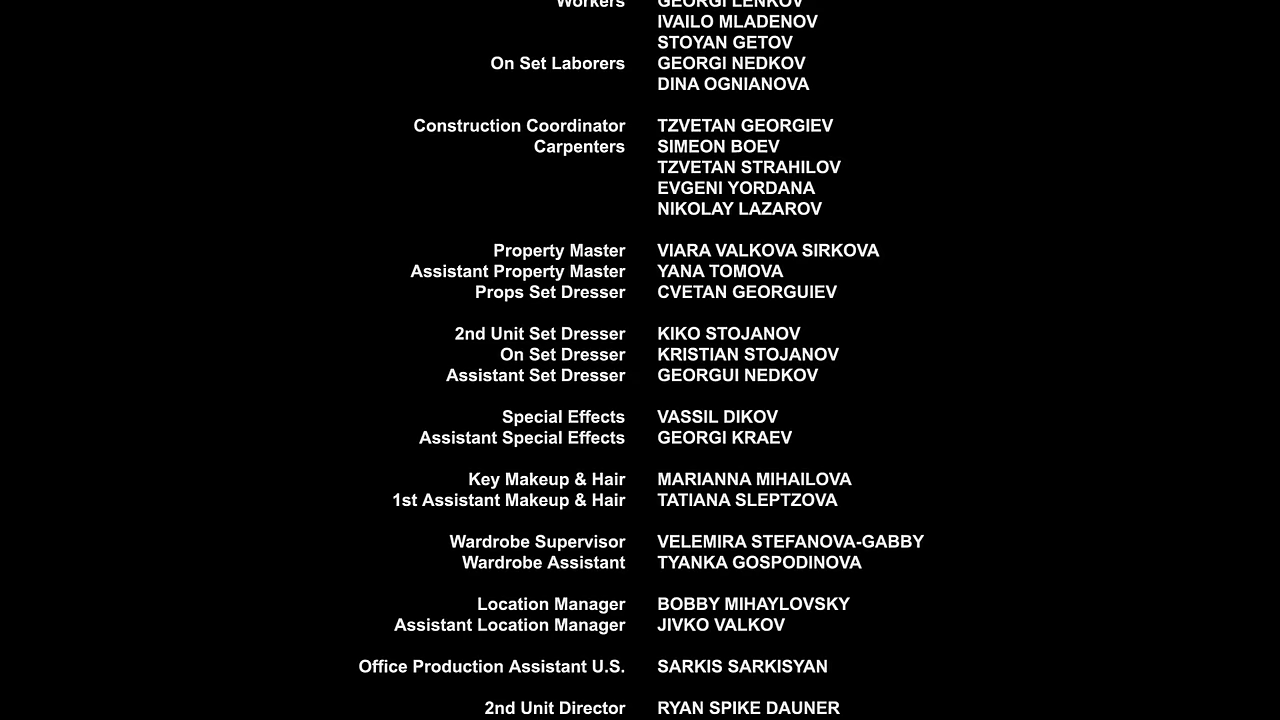 Workers GEORGI LENKOV
IVAILO MLADENOV
STOYAN GETOV
On Set Laborers GEORGI NEDKOV
DINA OGNIANOVA
Construction Coordinator TZVETAN GEORGIEV
Carpenters SIMEON BOEV
TZVETAN STRAHILOV
EVGENI YORDANA
NIKOLAY LAZAROV
Property Master VIARA VALKOVA SIRKOVA
Assistant Property Master YANA TOMOVA
Props Set Dresser CVETAN GEORGUIEV
2nd Unit Set Dresser KIKO STOJANOV
On Set Dresser KRISTIAN STOJANOV
Assistant Set Dresser GEORGUI NEDKOV
Special Effects VASSIL DIKOV
Assistant Special Effects GEORGI KRAEV
Key Makeup & Hair MARIANNA MIHAILOVA
1st Assistant Makeup & Hair TATIANA SLEPTZOVA
Wardrobe Supervisor VELEMIRA STEFANOVA-GABBY
Wardrobe Assistant TYANKA GOSPODINOVA
Location Manager BOBBY MIHAYLOVSKY
Assistant Location Manager JIVKO VALKOV
Office Production Assistant U.S. SARKIS SARKISYAN
2nd Unit Director RYAN SPIKE DAUNER